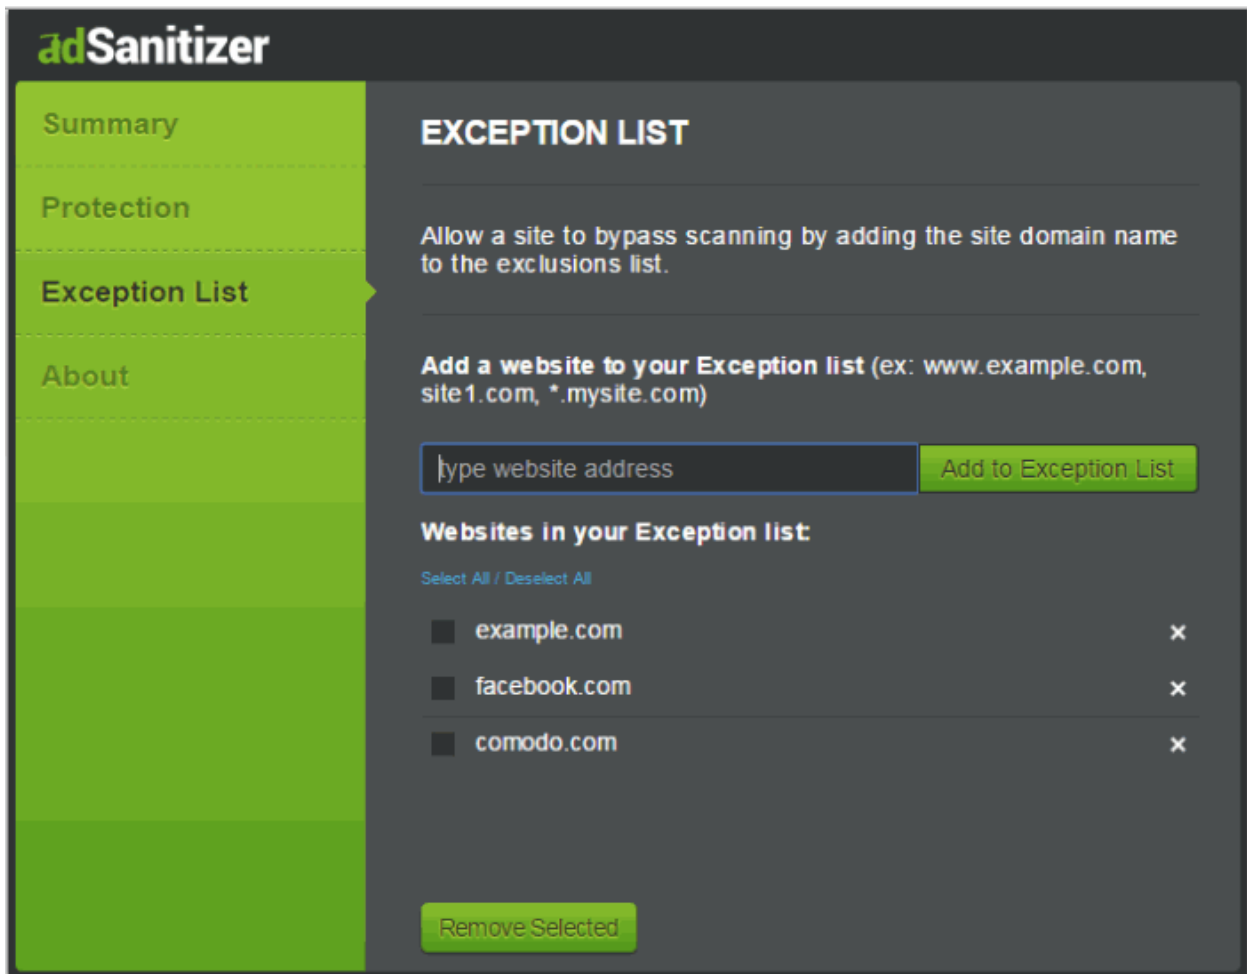 adSanitizer
Summary
Protection
Exception List
About
EXCEPTION LIST
Allow a site to bypass scanning by adding the site domain name
to the exclusions list.
Add a website to your Exception list (ex: www.example.com,
site1.com, *.mysite.com)
type website address
Add to Exception List
Websites in your Exception list:
Select All / Deselect All
example.com
facebook.com
comodo.com
Remove Selected